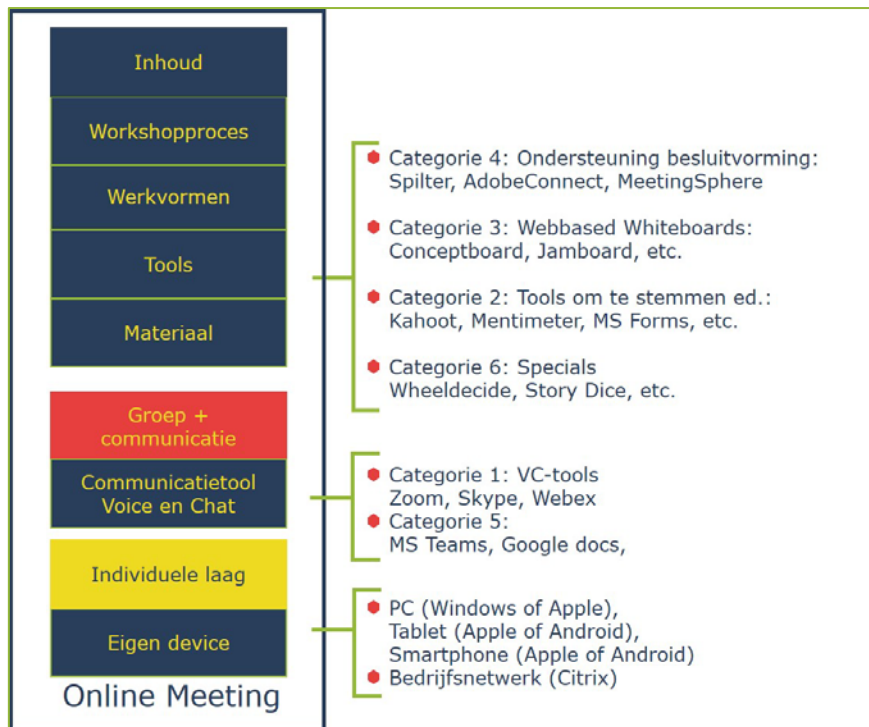 Inhoud
Workshopproces
Werkvormen
Tools
Materiaal
Groep +
communicatie
Communicatietool
Voice en Chat
Individuele laag
Eigen device
Online Meeting
Categorie 4: Ondersteuning besluitvorming:
Spilter, AdobeConnect, MeetingSphere
Categorie 3: Webbased Whiteboards:
Conceptboard, Jamboard, etc.
Categorie 2: Tools om te stemmen ed.:
Kahoot, Mentimeter, MS Forms, etc.
Categorie 6: Specials
Wheeldecide, Story Dice, etc.
Categorie 1: VC-tools
Zoom, Skype, Webex
Categorie 5:
MS Teams, Google docs,
PC (Windows of Apple),
Tablet (Apple of Android),
Smartphone (Apple of Android)
Bedrijfsnetwerk (Citrix)